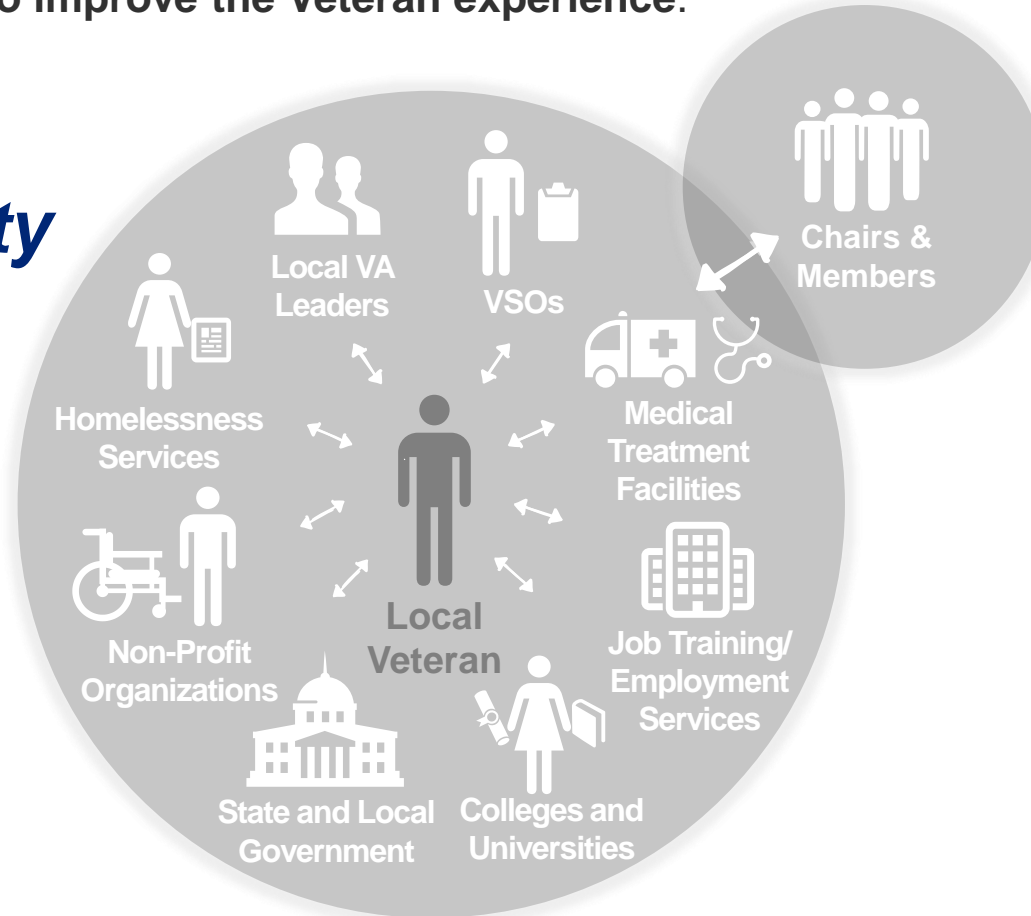 improve the Veteran experience.
Chairs &
Members
Local VA
Leaders
VSOs
Homelessness
Services
Medical
Treatment
Facilities
Local
Veteran
Non-Profit
Organizations
Job Training/
Employment
Services
State and Local
Government
Colleges and
Universities